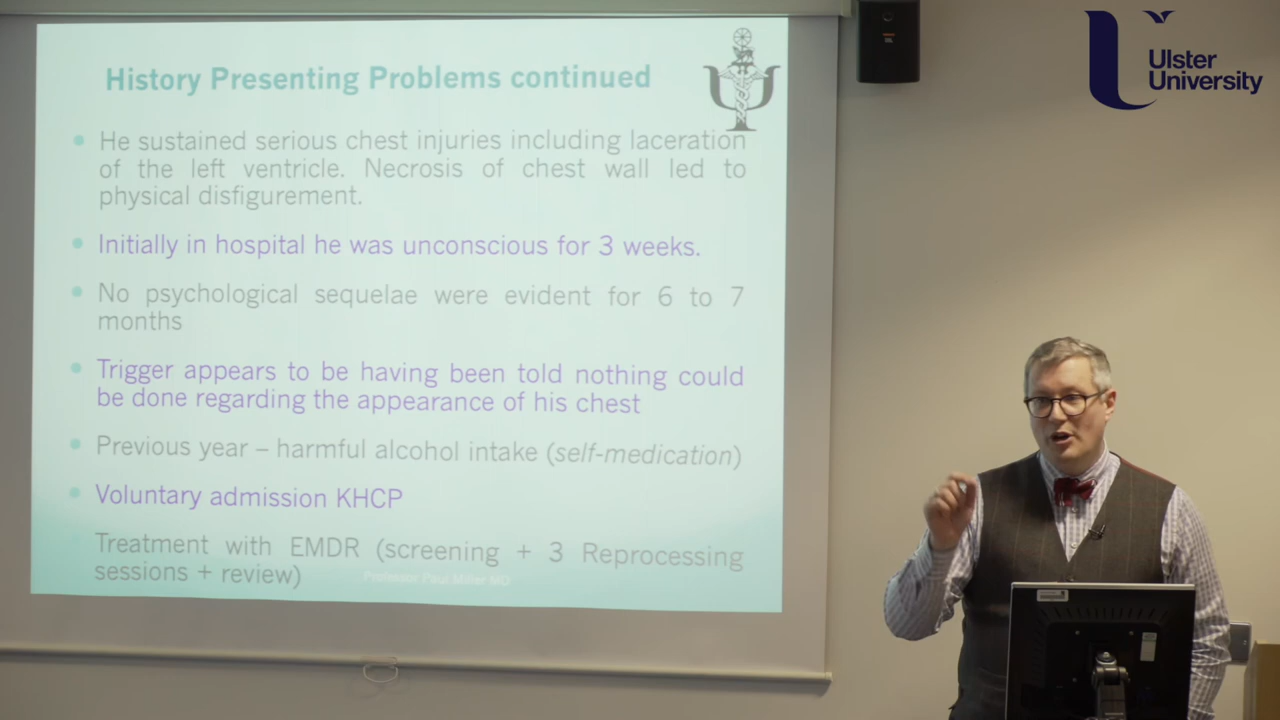 History Presenting Problems continued
He sustained serious chest injuries including laceration
of the left ventricle. Necrosis of chest wall led to
physical disfigurement.
Initially in hospital he was unconscious for 3 weeks.
No psychological sequelae were evident for 6 to 7
months
Trigger appears to be having been told nothing could
be done regarding the appearance of his chest
Previous year – harmful alcohol intake (self-medication)
Voluntary admission KHCP
Treatment with EMDR (screening + 3 Reprocessing
sessions + review)
Professor Paul Miller MD
Ulster
University
JBL